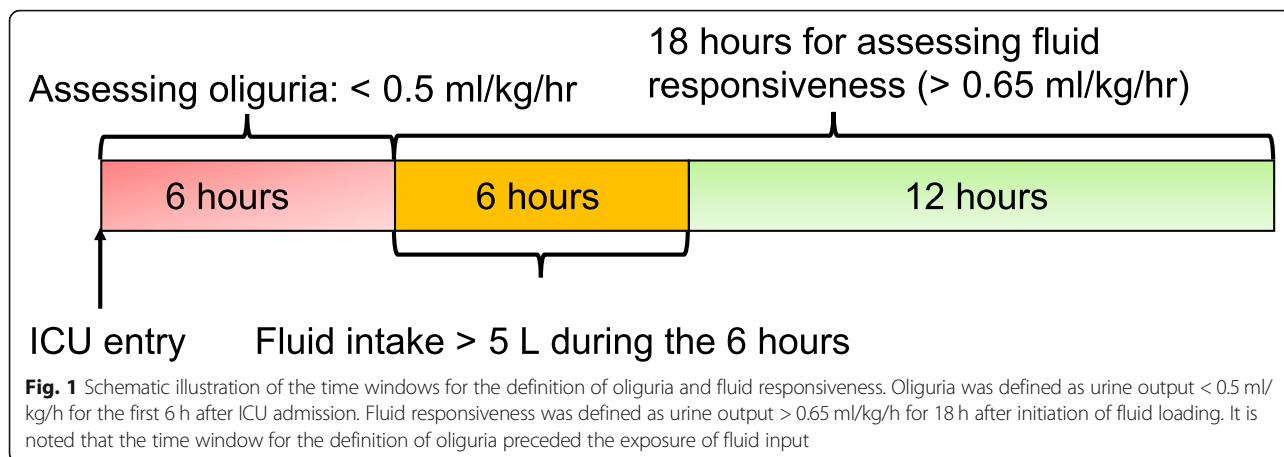 18 hours for assessing fluid
responsiveness (> 0.65 ml/kg/hr)
Assessing oliguria: < 0.5 ml/kg/hr
6 hours
6 hours
12 hours
ICU entry
Fluid intake > 5 L during the 6 hours
Fig. 1 Schematic illustration of the time windows for the definition of oliguria and fluid responsiveness. Oliguria was defined as urine output < 0.5 ml/
kg/h for the first 6 h after ICU admission. Fluid responsiveness was defined as urine output > 0.65 ml/kg/h for 18 h after initiation of fluid loading. It is
noted that the time window for the definition of oliguria preceded the exposure of fluid input